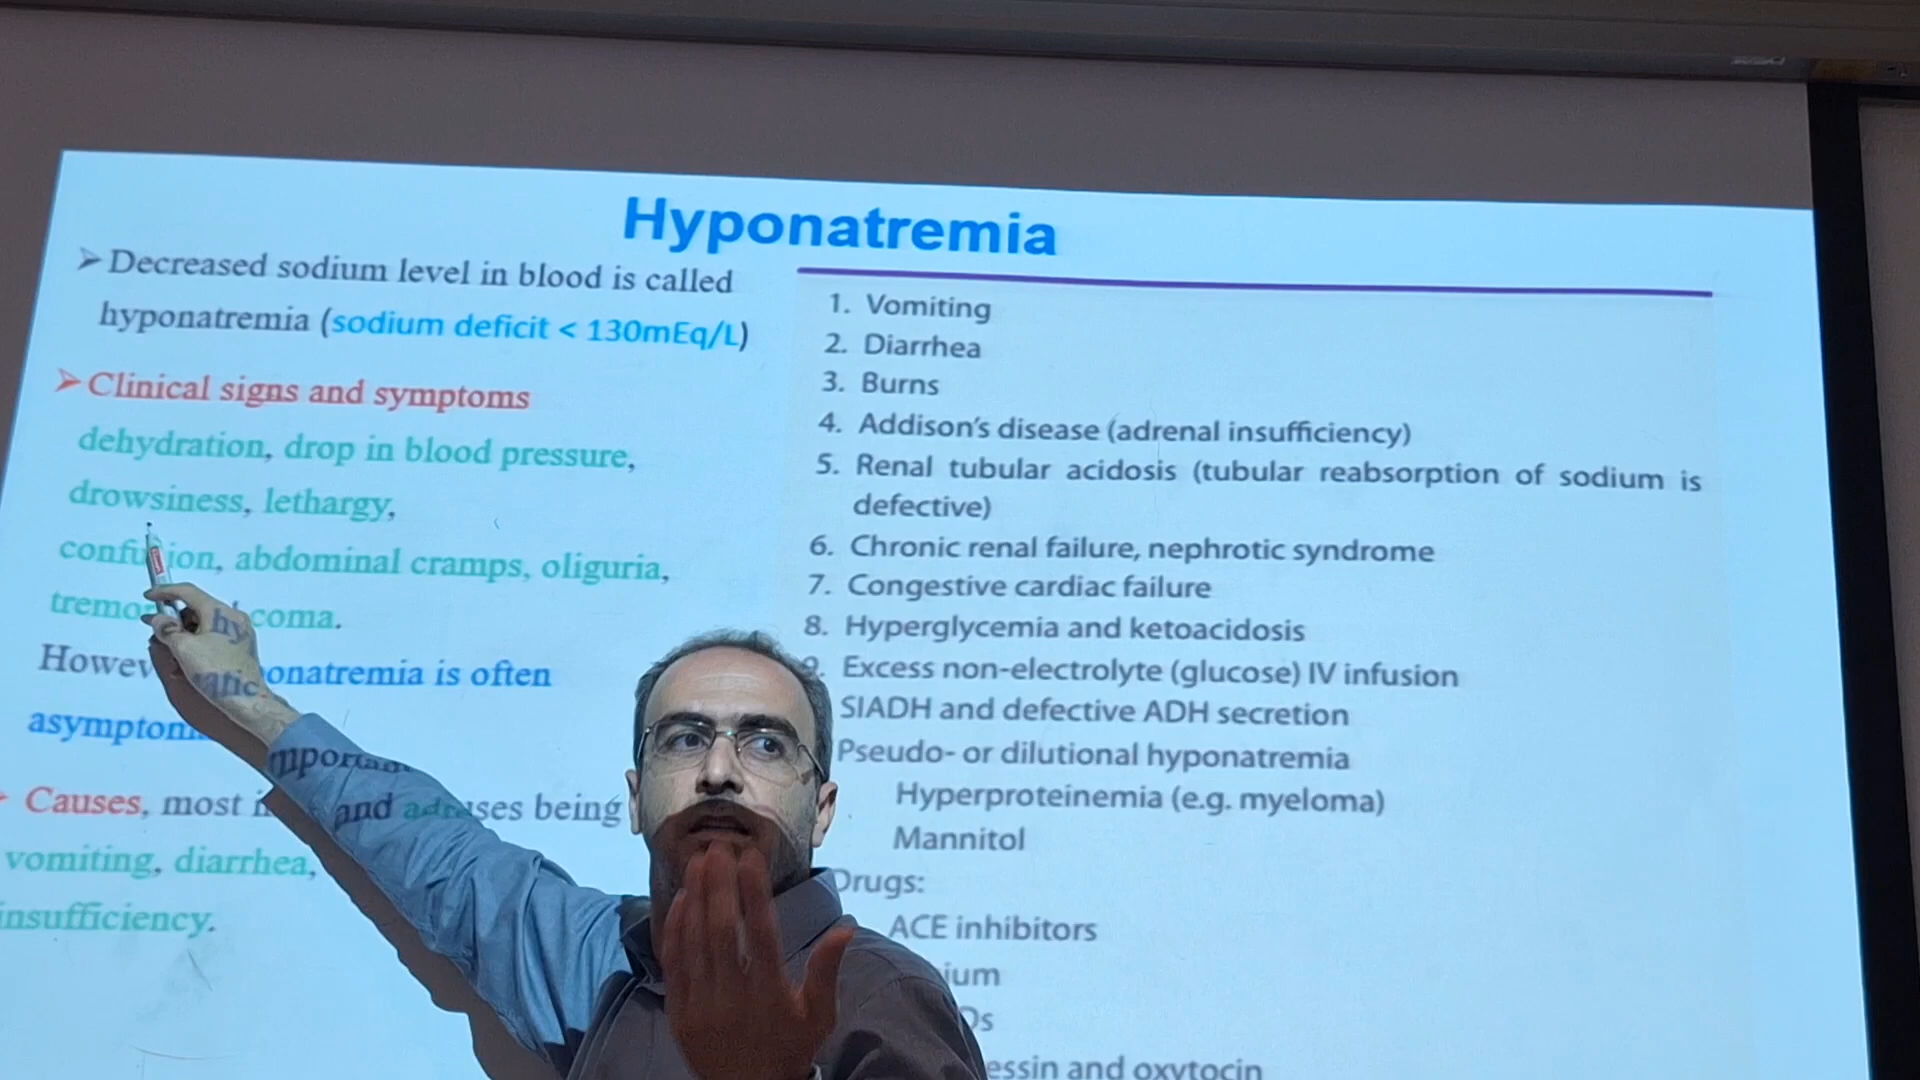 Hyponatremia
➢Decreased sodium level in blood is called
hyponatremia (sodium deficit < 130mEq/L)
➢Clinical signs and symptoms
dehydration, drop in blood pressure,
drowsiness, lethargy,
abdominal cramps, oliguria,
coma.
is often
Causes, most
and being
vomiting, diarrhea,
insufficiency.
1. Vomiting
2. Diarrhea
3. Burns
4. Addison's disease (adrenal insufficiency)
5. Renal tubular acidosis (tubular reabsorption of sodium is
defective)
6. Chronic renal failure, nephrotic syndrome
7. Congestive cardiac failure
8. Hyperglycemia and ketoacidosis
9. Excess non-electrolyte (glucose) IV infusion
SIADH and defective ADH secretion
Pseudo- or dilutional hyponatremia
Hyperproteinemia (e.g. myeloma)
Mannitol
Drugs:
ACE inhibitors
and oxytocin